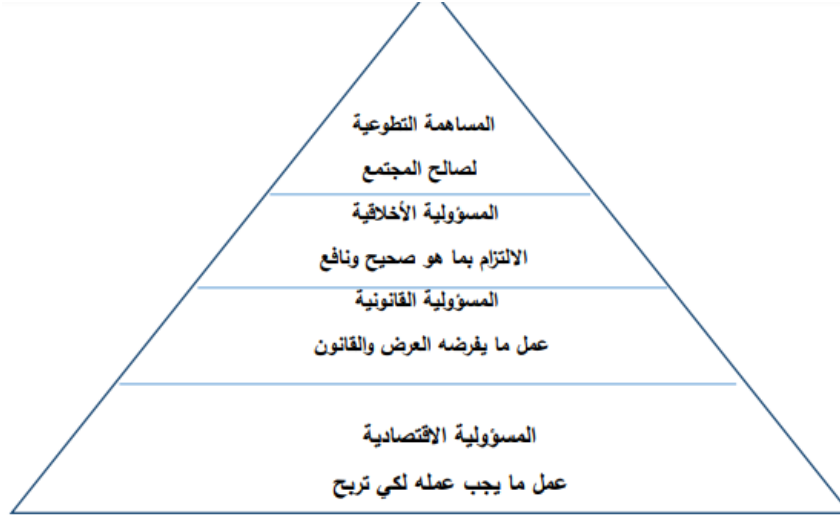 المساهمة التطوعية
لصالح المجتمع
المسؤولية الأخلاقية
الالتزام بما هو صحيح ونافع
المسؤولية القانونية
عمل ما يفرضه العرض والقانون
المسؤولية الاقتصادية
عمل ما يجب عمله لكي تربح